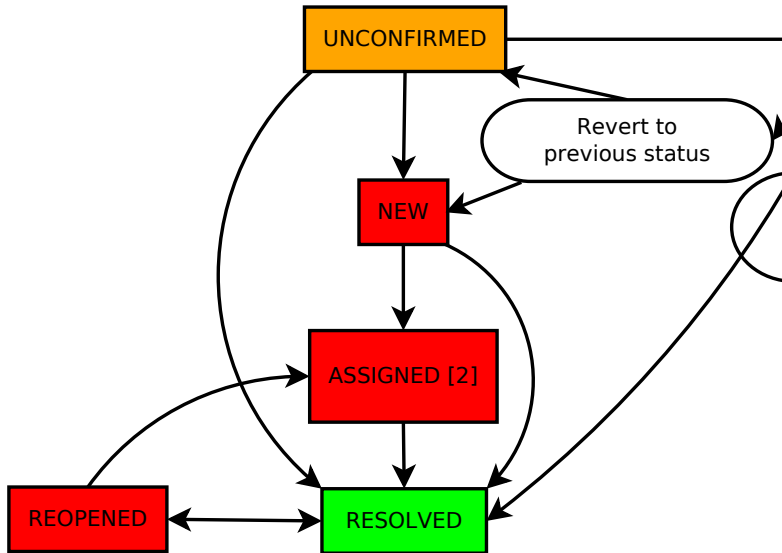 UNCONFIRMED
Revert to
previous status
NEW
ASSIGNED [2]
REOPENED
RESOLVED